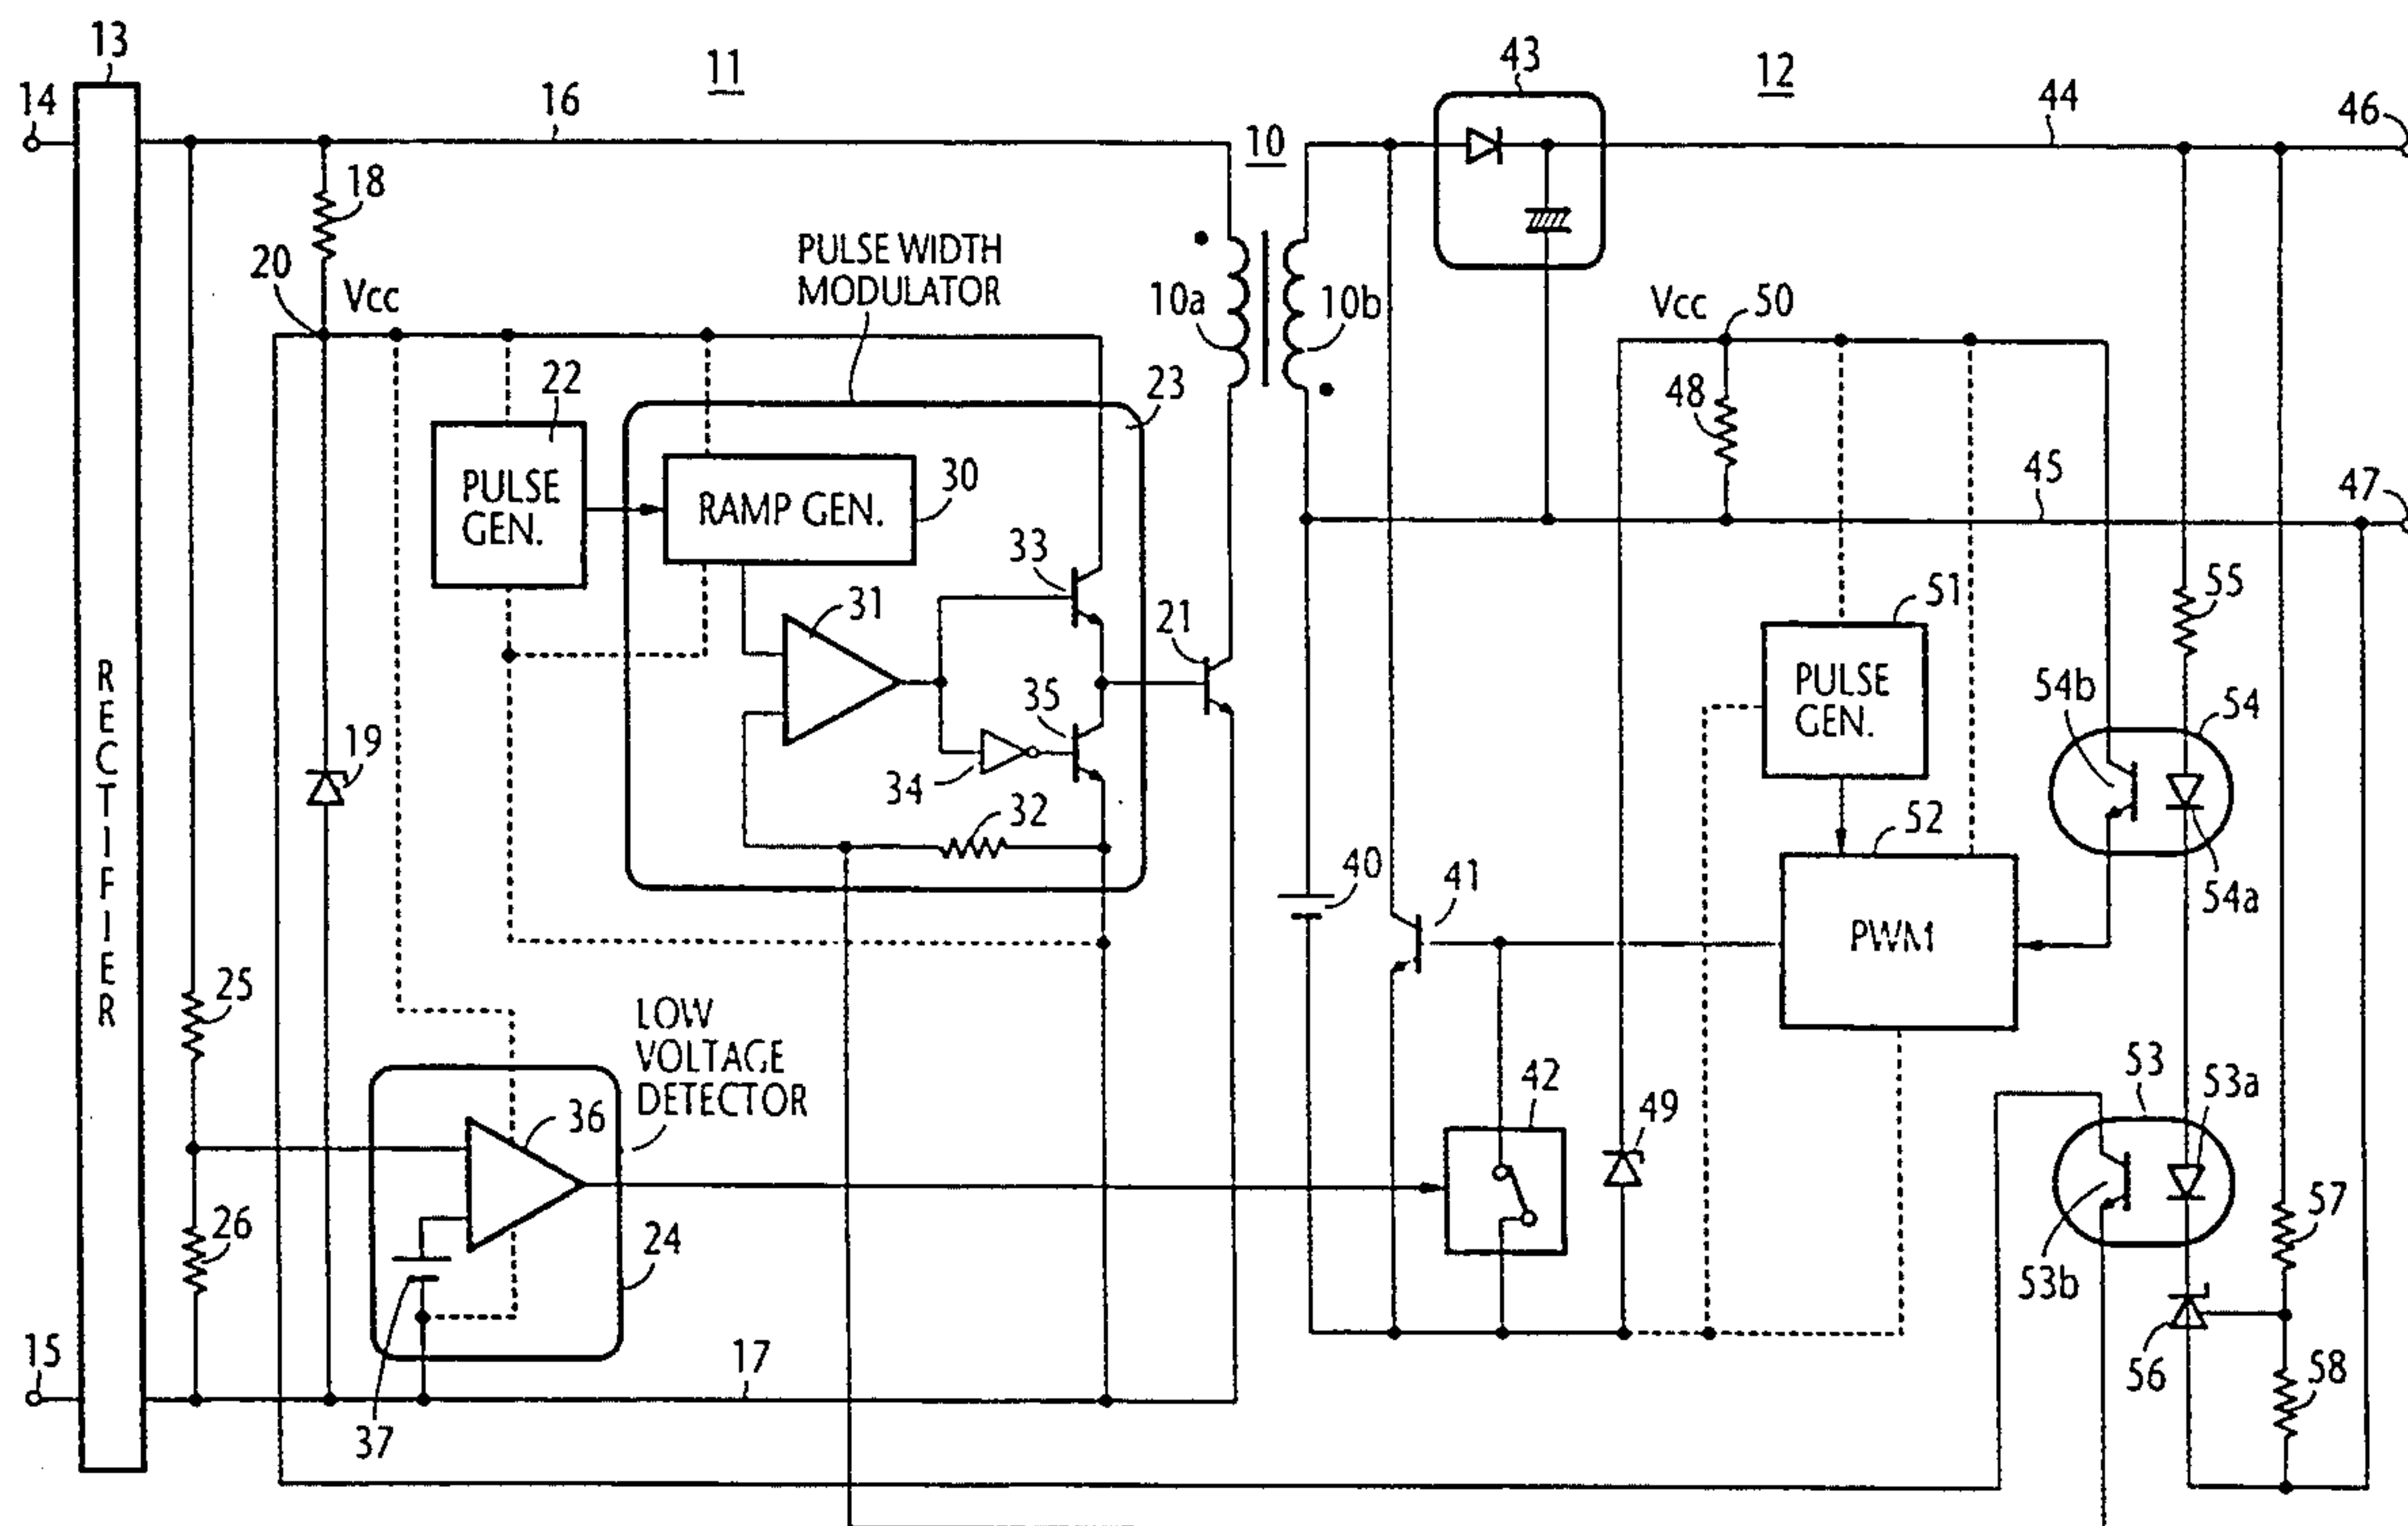 13
11
43
12
14
16
10
44
46
18
PULSE WIDTH
MODULATOR
20
Vcc
10a
10b
Vcc
50
22
23
48
45
47
PULSE
GEN.
RAMP GEN.
30
33
31
21
51
55
PULSE
GEN.
54b
54
35
19
34
32
52
40
41
54a
PWM
RECTIFIER
25
LOW
VOLTAGE
DETECTOR
42
53
53a
49
36
26
24
57
53b
15
17
56
58
37